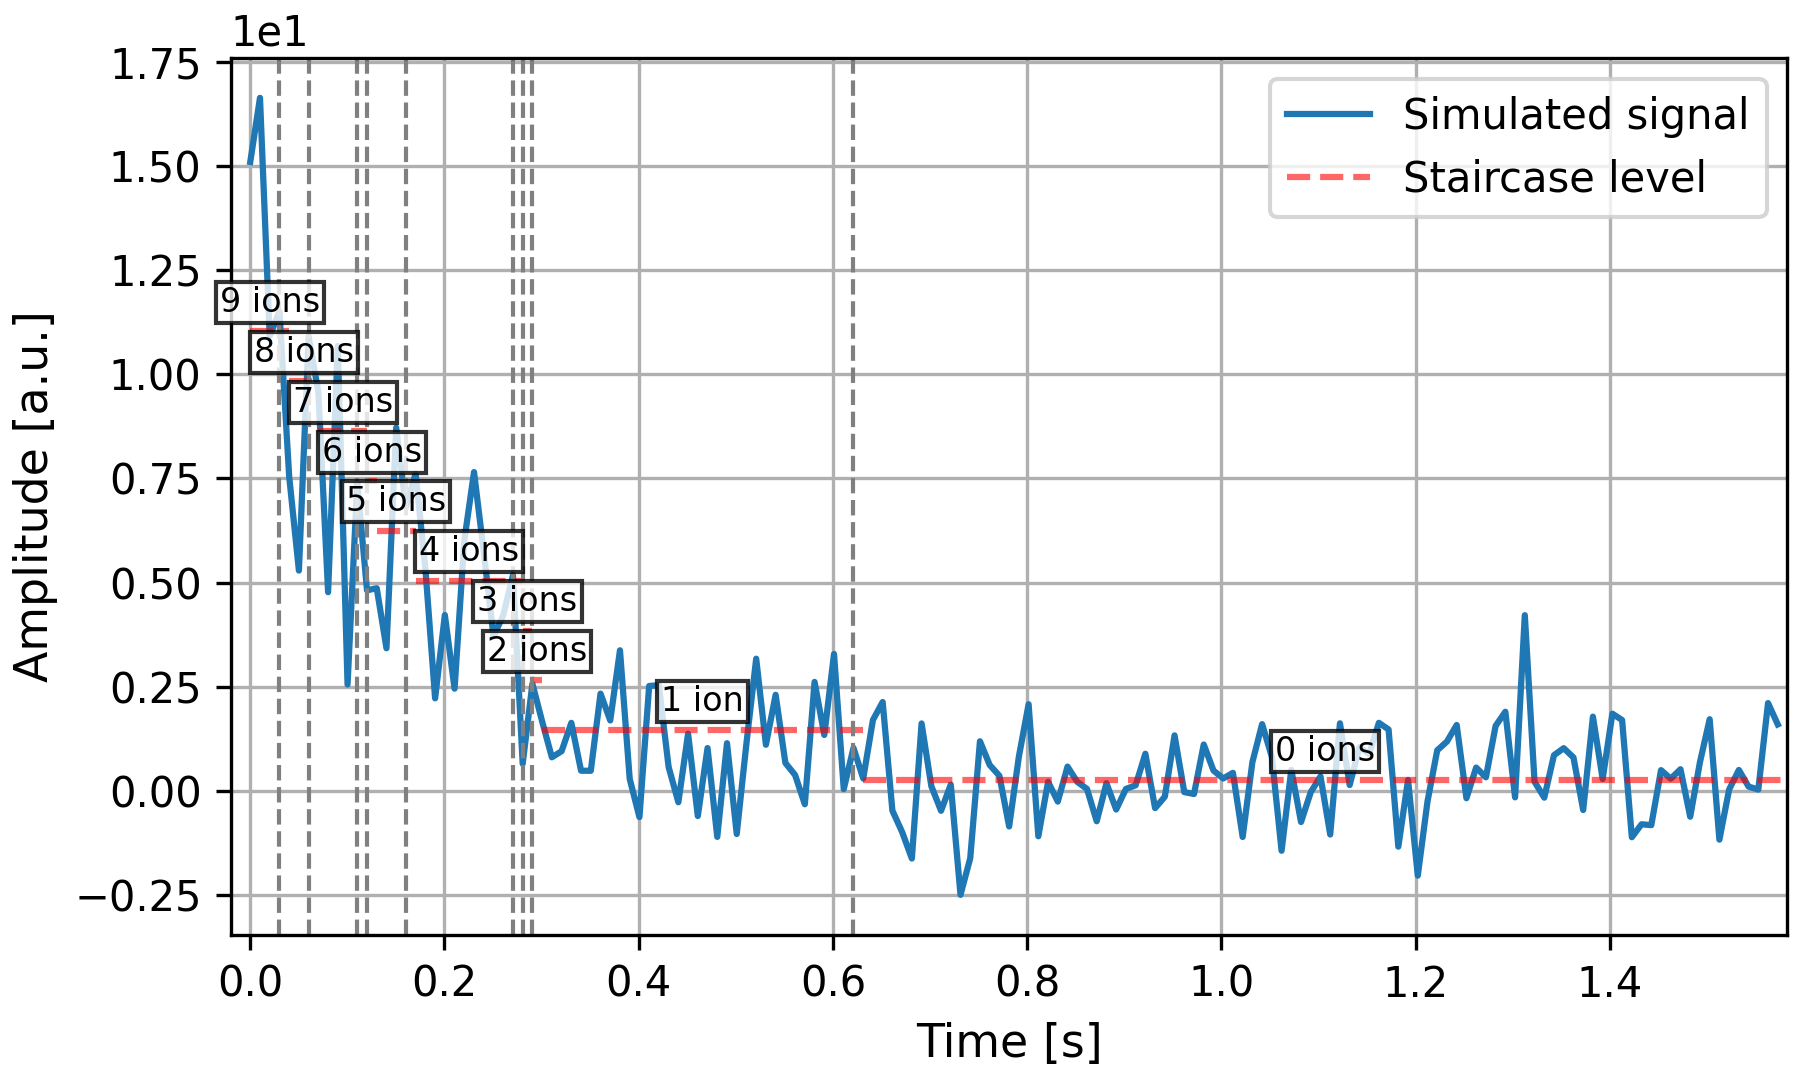 1e1
1.75
1.50
1.25
1.00
0.75
0.50
0.25
0.00
−0.25
Amplitude [a.u.]
Simulated signal
Staircase level
9 ions
8 ions
7 ions
6 ions
5 ions
4 ions
3 ions
2 ions
1 ion
0 ions
0.0 0.2 0.4 0.6 0.8 1.0 1.2 1.4
Time [s]